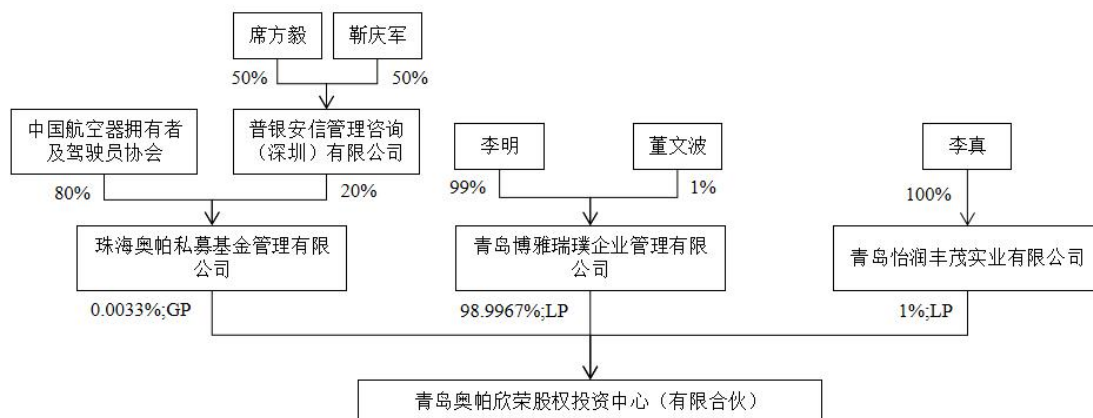 席方毅
靳庆军
50%
50%
中国航空器拥有者
及驾驶员协会
普银安信管理咨询
（深圳）有限公司
李明
董文波
李真
80%
20%
99%
1%
100%
珠海奥帕私募基金管理有限
公司
青岛博雅瑞璞企业管理有限
公司
青岛怡润丰茂实业有限公司
0.0033%;GP
98.9967%;LP
1%;LP
青岛奥帕欣荣股权投资中心（有限合伙）